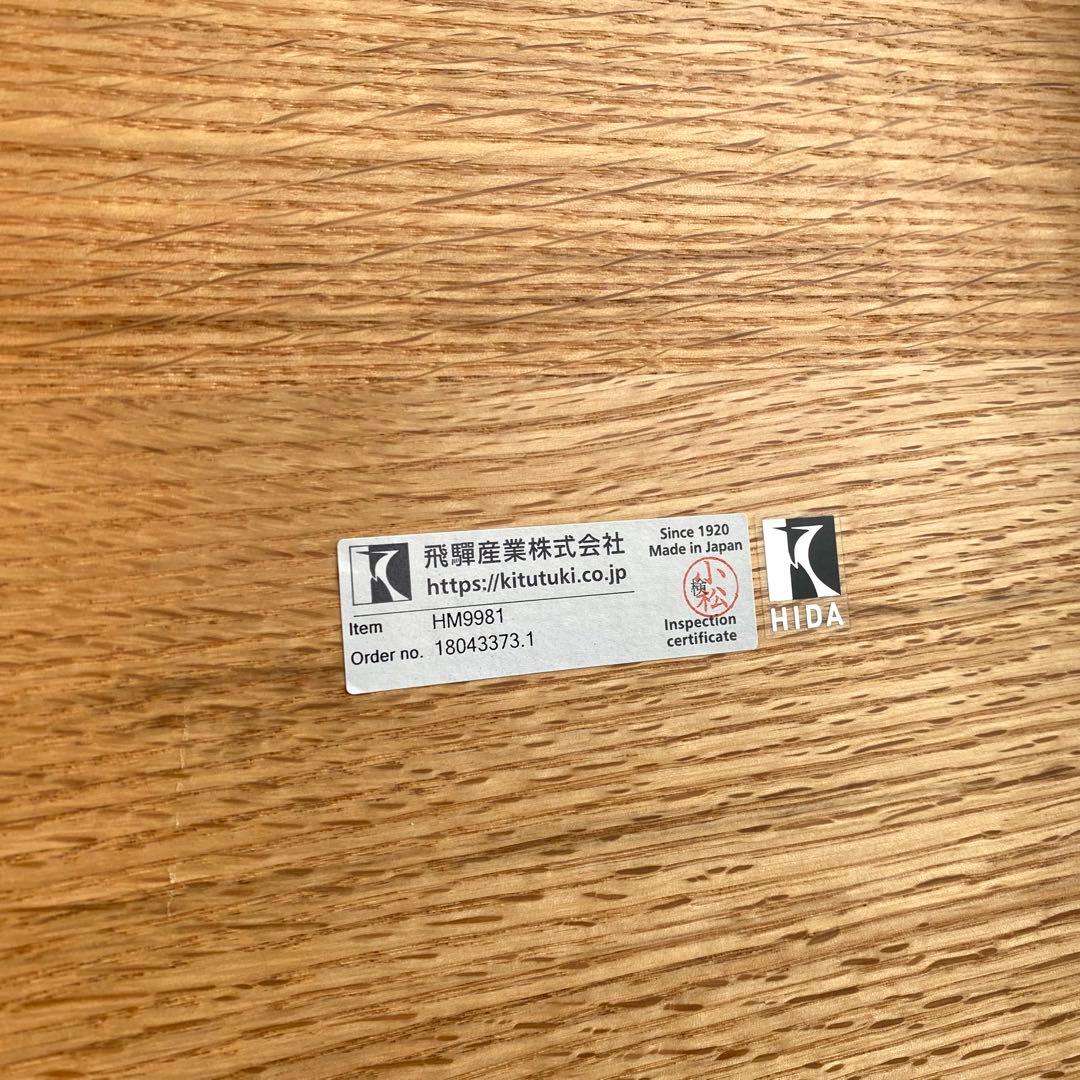 飛驒産業株式会社
https://kitutuki.co.jp
Item HM9981
Order no. 18043373.1
Since 1920
Made in Japan
検
小松
Inspection
certificate
HIDA